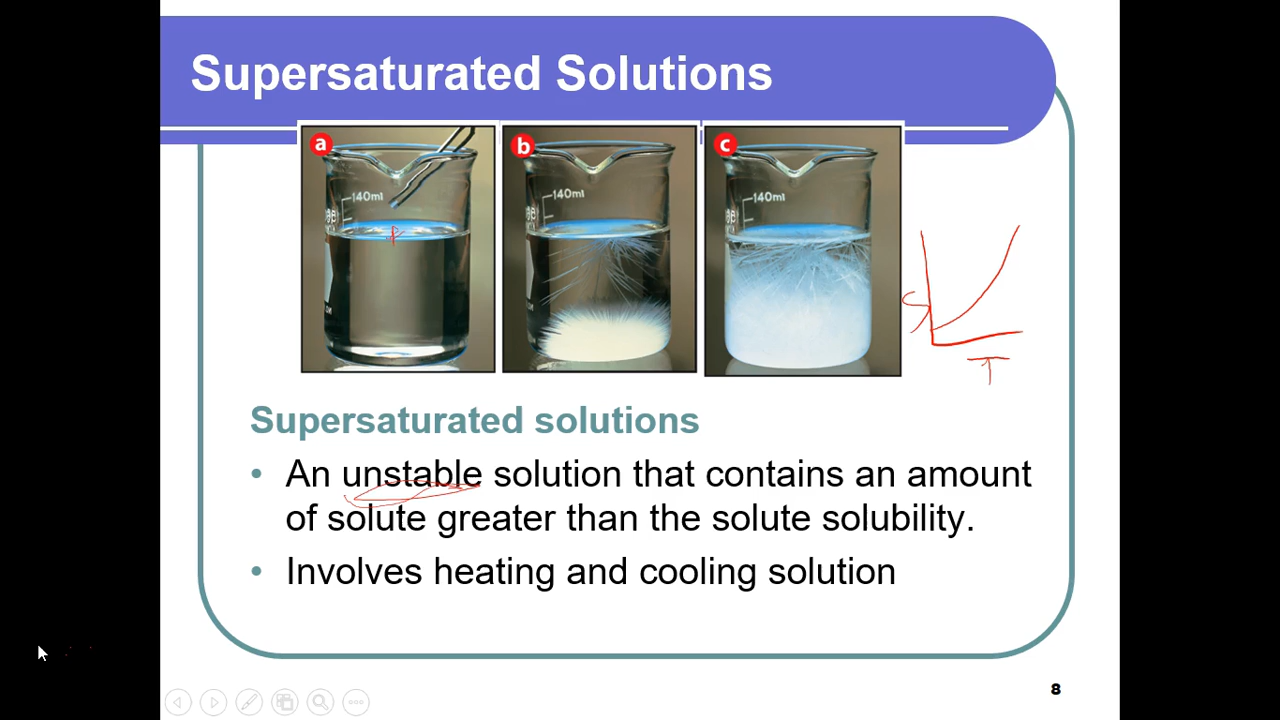 Supersaturated Solutions
a
b
c
140ml
140ml
140ml
S
T
Supersaturated solutions
• An unstable solution that contains an amount
of solute greater than the solute solubility.
• Involves heating and cooling solution
8